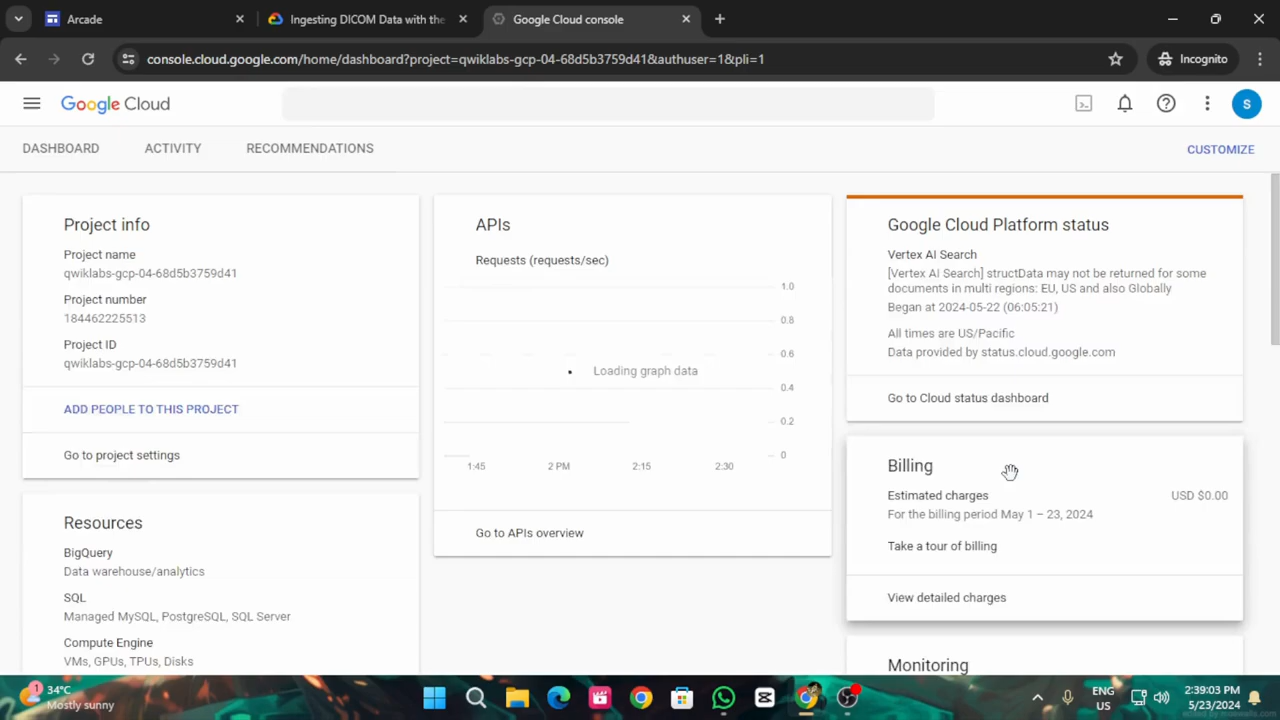 Arcade
Ingesting DICOM Data with the
Google Cloud console
console.cloud.google.com/home/dashboard?project=qwiklabs-gcp-04-68d5b3759d41&authuser=1&pli=1
Incognito
Google Cloud
S
DASHBOARD
ACTIVITY
RECOMMENDATIONS
CUSTOMIZE
Project info
Project name
qwiklabs-gcp-04-68d5b3759d41
Project number
184462225513
Project ID
qwiklabs-gcp-04-68d5b3759d41
ADD PEOPLE TO THIS PROJECT
Go to project settings
Resources
BigQuery
Data warehouse/analytics
SQL
Managed MySQL, PostgreSQL, SQL Server
Compute Engine
VMs, GPUs, TPUs, Disks
APIs
Requests (requests/sec)
1.0
0.8
0.6
Loading graph data
0.4
0.2
0
1:45
2 PM
2:15
2:30
Go to APIs overview
Google Cloud Platform status
Vertex AI Search
[Vertex AI Search] structData may not be returned for some
documents in multi regions: EU, US and also Globally
Began at 2024-05-22 (06:05:21)
All times are US/Pacific
Data provided by status.cloud.google.com
Go to Cloud status dashboard
Billing
Estimated charges
USD $0.00
For the billing period May 1 – 23, 2024
Take a tour of billing
View detailed charges
Monitoring
1
34°C
Mostly sunny
ENG
US
2:39:03 PM
5/23/2024